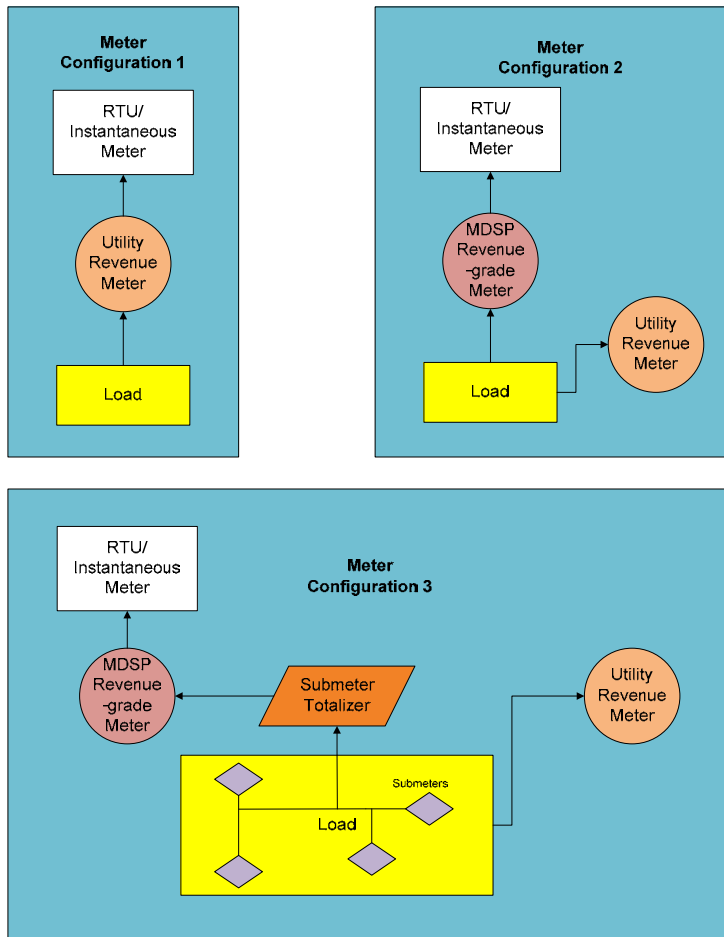 Meter
Configuration 1
RTU/
Instantaneous
Meter
Utility
Revenue
Meter
Load
Meter
Configuration 2
RTU/
Instantaneous
Meter
MDSP
Revenue
-grade
Meter
Utility
Revenue
Meter
Load
Meter
Configuration 3
RTU/
Instantaneous
Meter
MDSP
Revenue
-grade
Meter
Submeter
Totalizer
Utility
Revenue
Meter
Submeters
Load